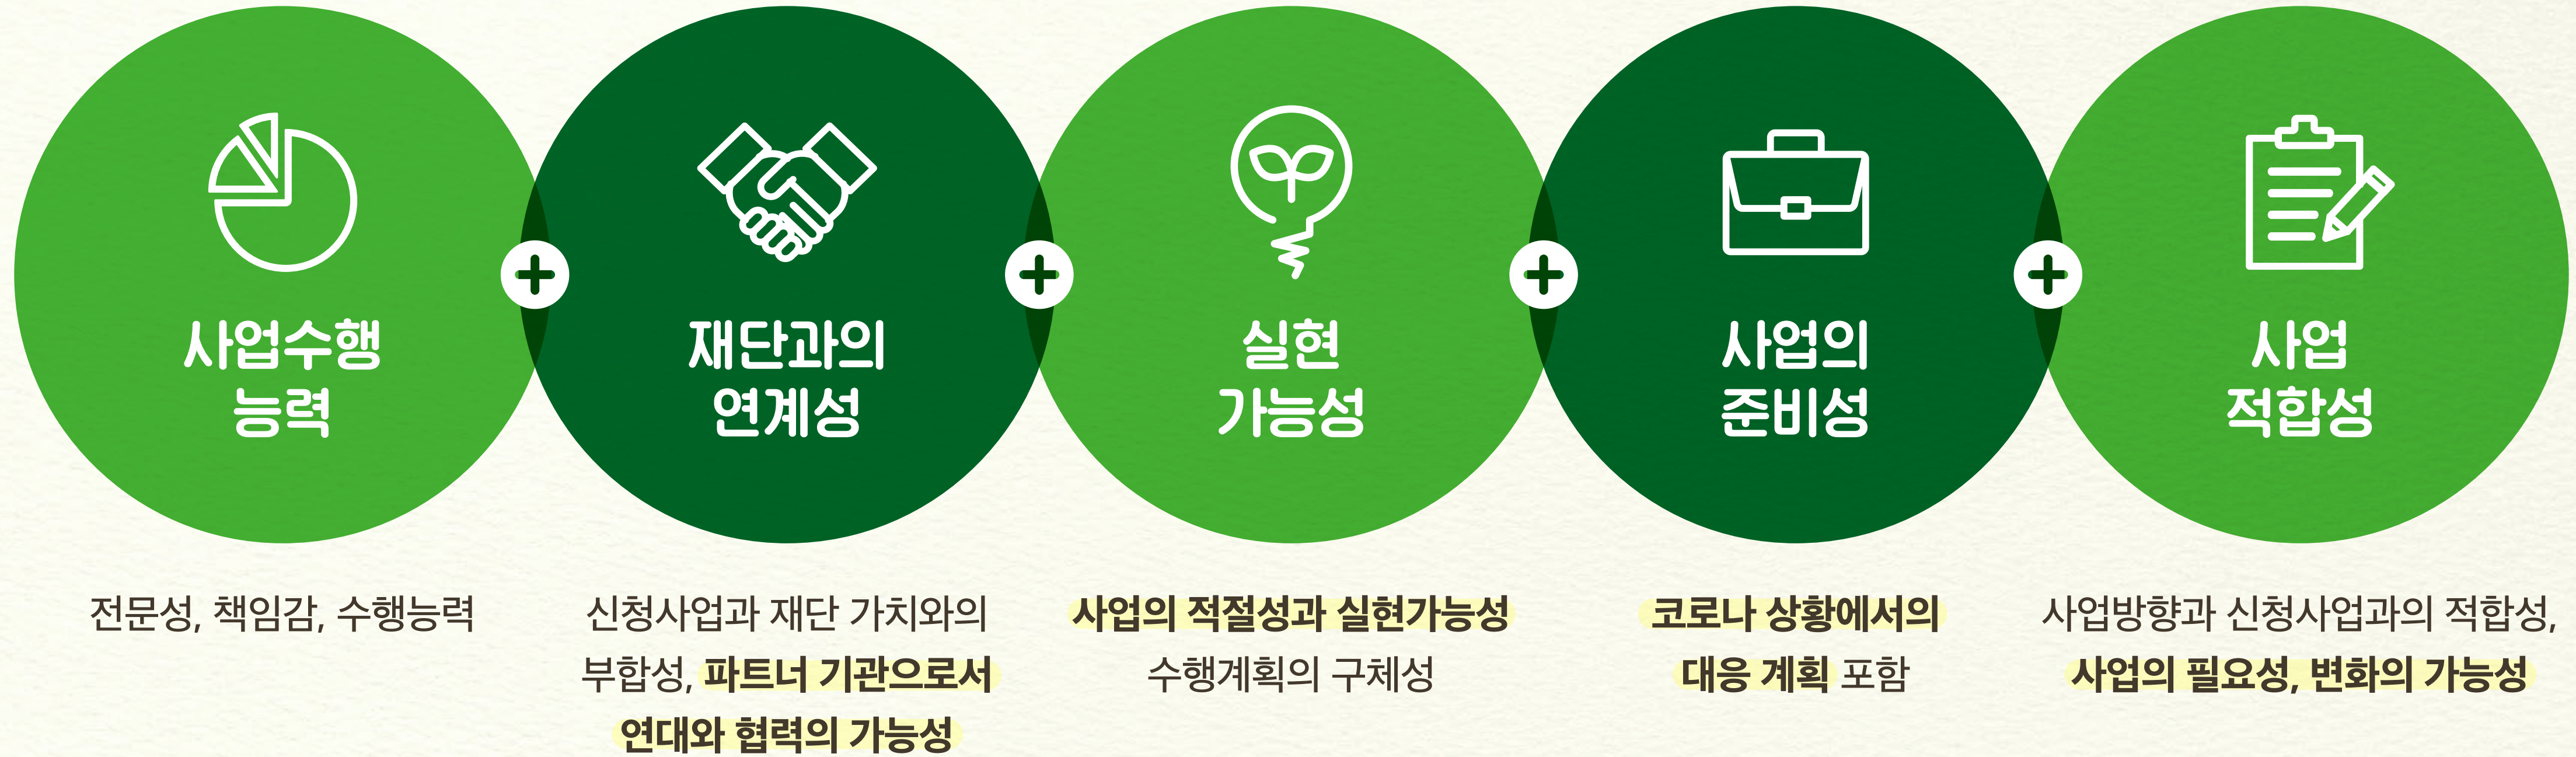 사업수행
능력
재단과의
연계성
실현
가능성
사업의
준비성
사업
적합성
전문성, 책임감, 수행능력
신청사업과 재단 가치와의
부합성, 파트너 기관으로서
연대와 협력의 가능성
사업의 적절성과 실현가능성
수행계획의 구체성
코로나 상황에서의
대응 계획 포함
사업방향과 신청사업과의 적합성,
사업의 필요성, 변화의 가능성